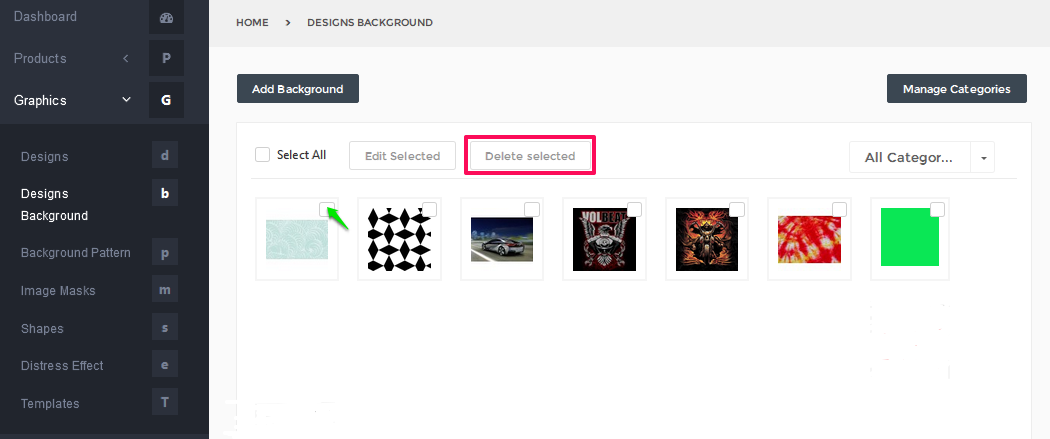 Dashboard
Products
P
Graphics
G
Designs
d
Designs
Background
b
Background Pattern
p
Image Masks
m
Shapes
s
Distress Effect
e
Templates
T
HOME > DESIGNS BACKGROUND
Add Background
Manage Categories
Select All
Edit Selected
Delete selected
All Categor...
VOLBEAT